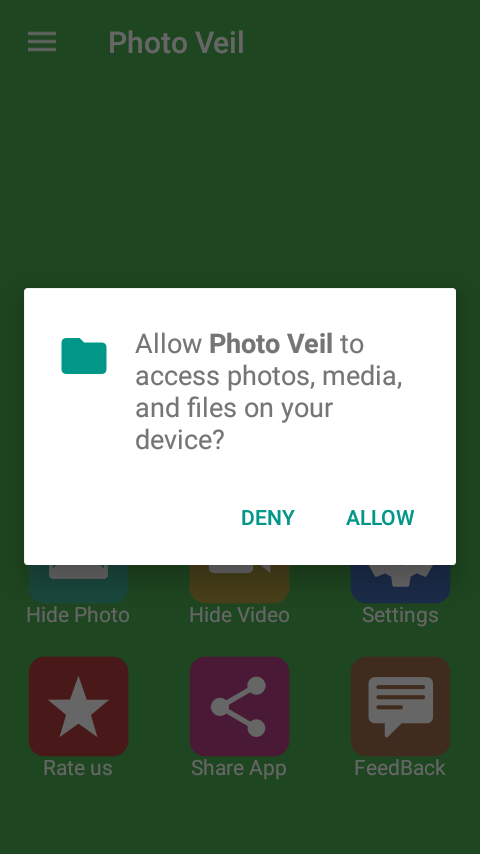 Photo Veil
Allow Photo Veil to
access photos, media,
and files on your
device?
DENY ALLOW
Hide Photo Hide Video Settings
Rate us Share App FeedBack